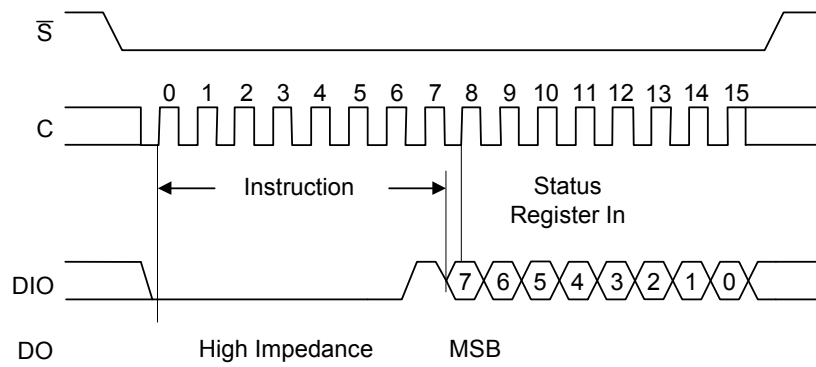 S̅
0 1 2 3 4 5 6 7 8 9 10 11 12 13 14 15
C
Instruction
Status
Register In
DIO
7 6 5 4 3 2 1 0
DO
High Impedance
MSB